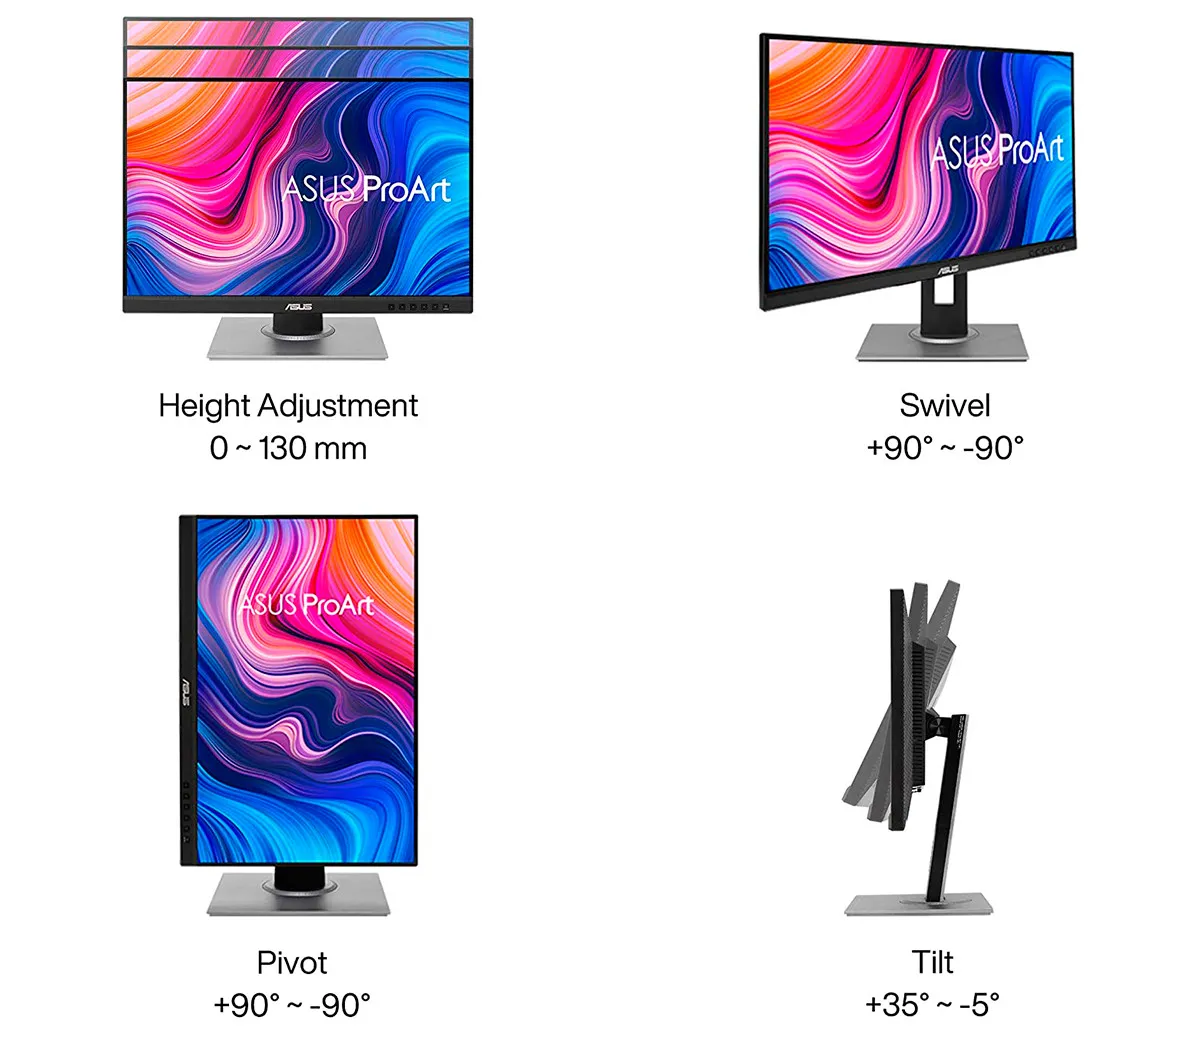 ASUS ProArt
ASUS
Height Adjustment
0 ~ 130 mm
ASUS ProArt
ASUS
Swivel
+90° ~ -90°
ASUS ProArt
ASUS
Pivot
+90° ~ -90°
Tilt
+35° ~ -5°